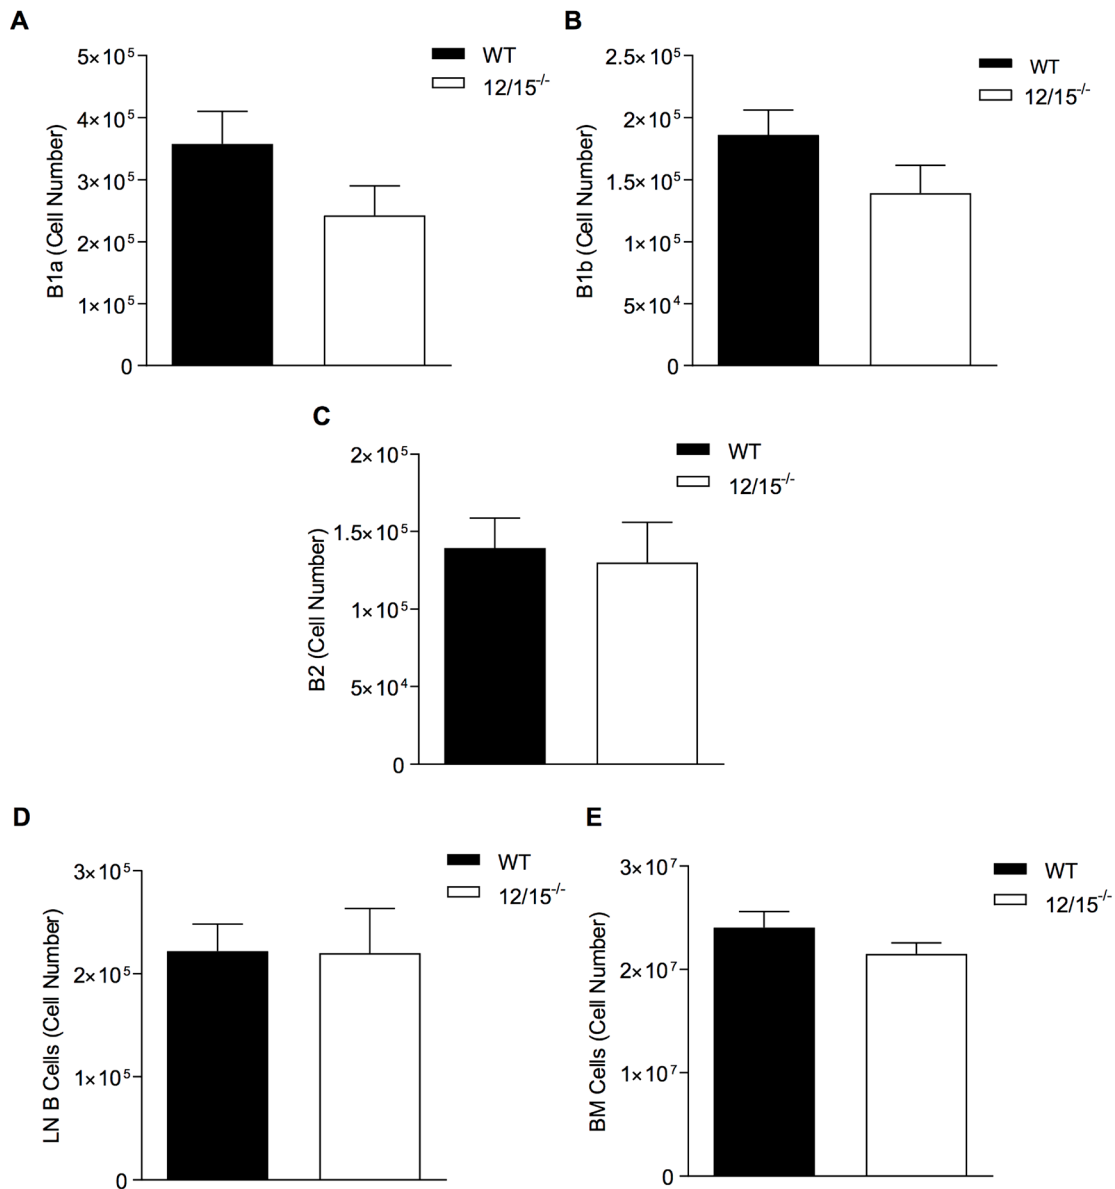 A
B1a (Cell Number)
5×10⁵
4×10⁵
3×10⁵
2×10⁵
1×10⁵
0
WT
12/15⁻/⁻
B
B1b (Cell Number)
2.5×10⁵
2×10⁵
1.5×10⁵
1×10⁵
5×10⁴
0
WT
12/15⁻/⁻
C
B2 (Cell Number)
2×10⁵
1.5×10⁵
1×10⁵
5×10⁴
0
WT
12/15⁻/⁻
D
LN B Cells (Cell Number)
3×10⁵
2×10⁵
1×10⁵
0
WT
12/15⁻/⁻
E
BM Cells (Cell Number)
3×10⁷
2×10⁷
1×10⁷
0
WT
12/15⁻/⁻